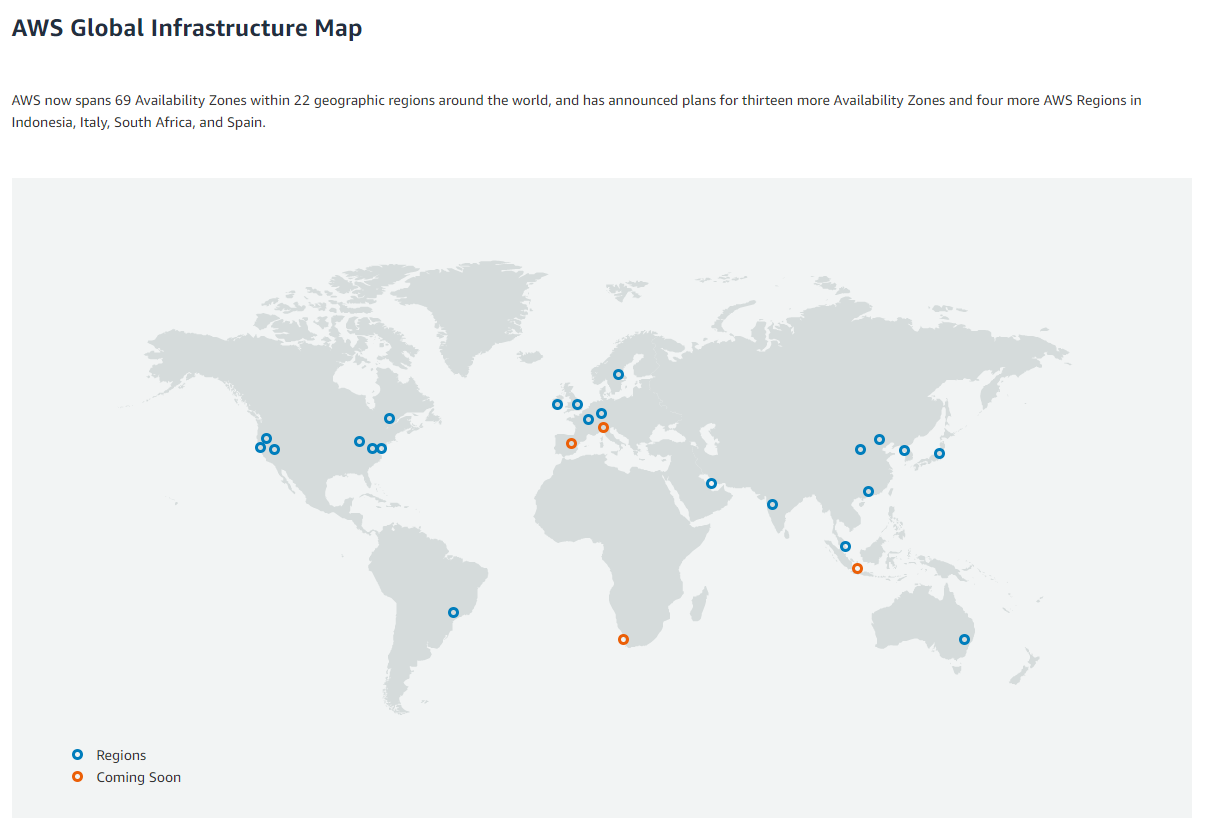 AWS Global Infrastructure Map
AWS now spans 69 Availability Zones within 22 geographic regions around the world, and has announced plans for thirteen more Availability Zones and four more AWS Regions in
Indonesia, Italy, South Africa, and Spain.
Regions
Coming Soon